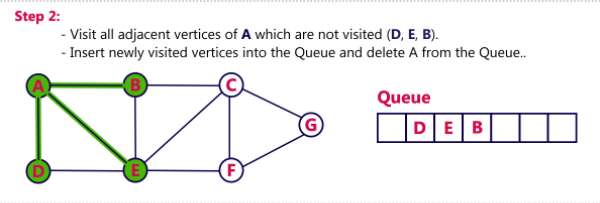 Step 2:
- Visit all adjacent vertices of A which are not visited (D, E, B).
- Insert newly visited vertices into the Queue and delete A from the Queue..
A B C
Queue
G
D E B
D E F